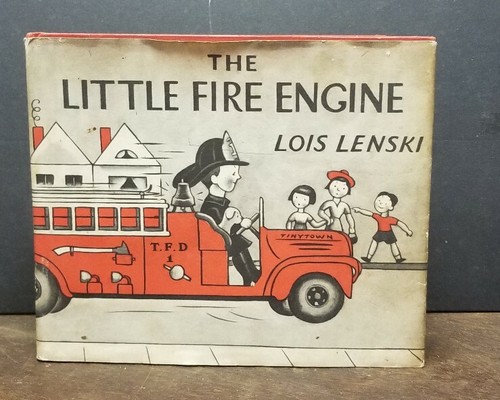 THE
LITTLE FIRE ENGINE
LOIS LENSKI
TINYTOWN
T.F.D
1